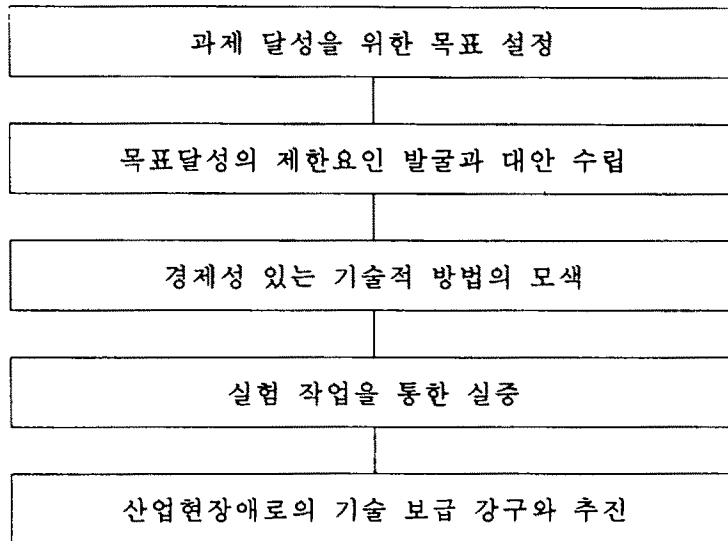 과제 달성을 위한 목표 설정
목표달성의 제한요인 발굴과 대안 수립
경제성 있는 기술적 방법의 모색
실험 작업을 통한 실증
산업현장애로의 기술 보급 강구와 추진